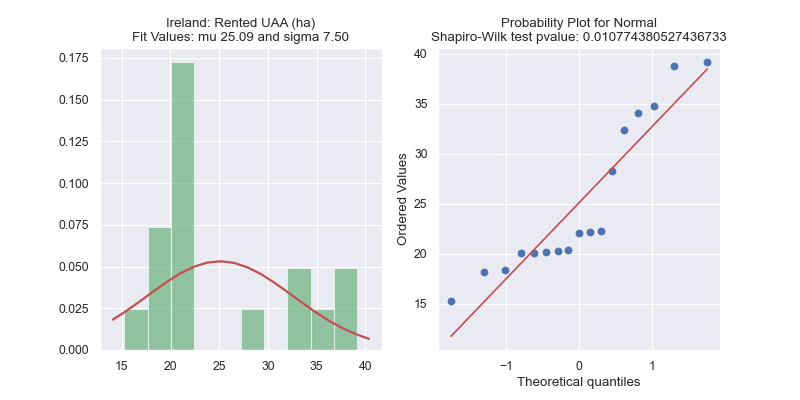 Ireland: Rented UAA (ha)
Fit Values: mu 25.09 and sigma 7.50
0.175
0.150
0.125
0.100
0.075
0.050
0.025
0.000
15 20 25 30 35 40
Probability Plot for Normal
Shapiro-Wilk test pvalue: 0.010774380527436733
40
35
30
25
20
15
Ordered Values
−1 0 1
Theoretical quantiles